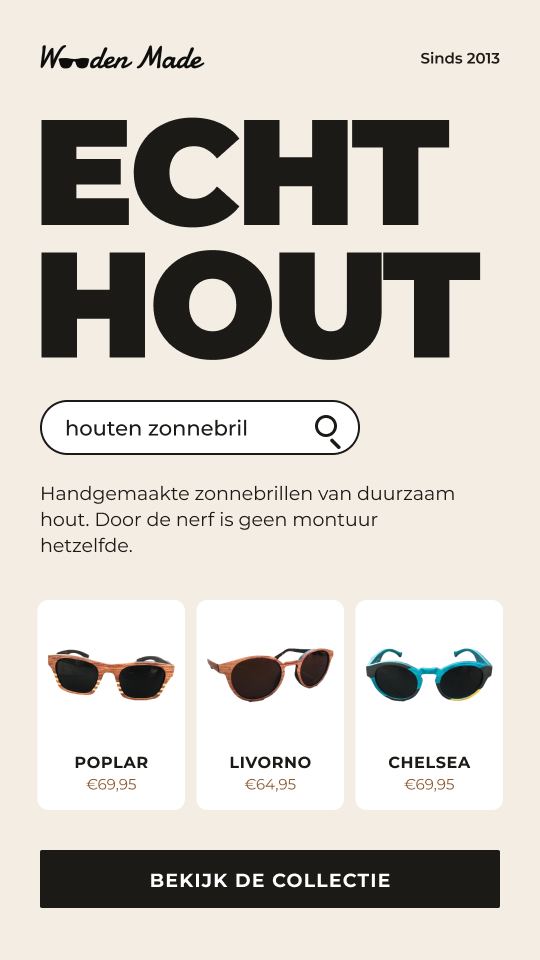 Wooden Made
Sinds 2013
ECHT
HOUT
houten zonnebril
Handgemaakte zonnebrillen van duurzaam
hout. Door de nerf is geen montuur
hetzelfde.
POPLAR
€69,95
LIVORNO
€64,95
CHELSEA
€69,95
BEKIJK DE COLLECTIE